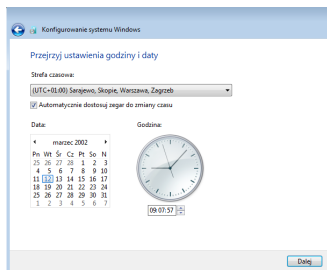 Konfigurowanie systemu Windows
Przejrzyj ustawienia godziny i daty
Strefa czasowa:
(UTC+01:00) Sarajewo, Skopie, Warszawa, Zagrzeb
Automatycznie dostosuj zegar do zmiany czasu
Data: Godzina:
marzec 2002
Pn Wt Śr Cz Pt So N
25 26 27 28 1 2 3
4 5 6 7 8 9 10
11 12 13 14 15 16 17
18 19 20 21 22 23 24
25 26 27 28 29 30 31
1 2 3 4 5 6 7
09:07:57
Dalej